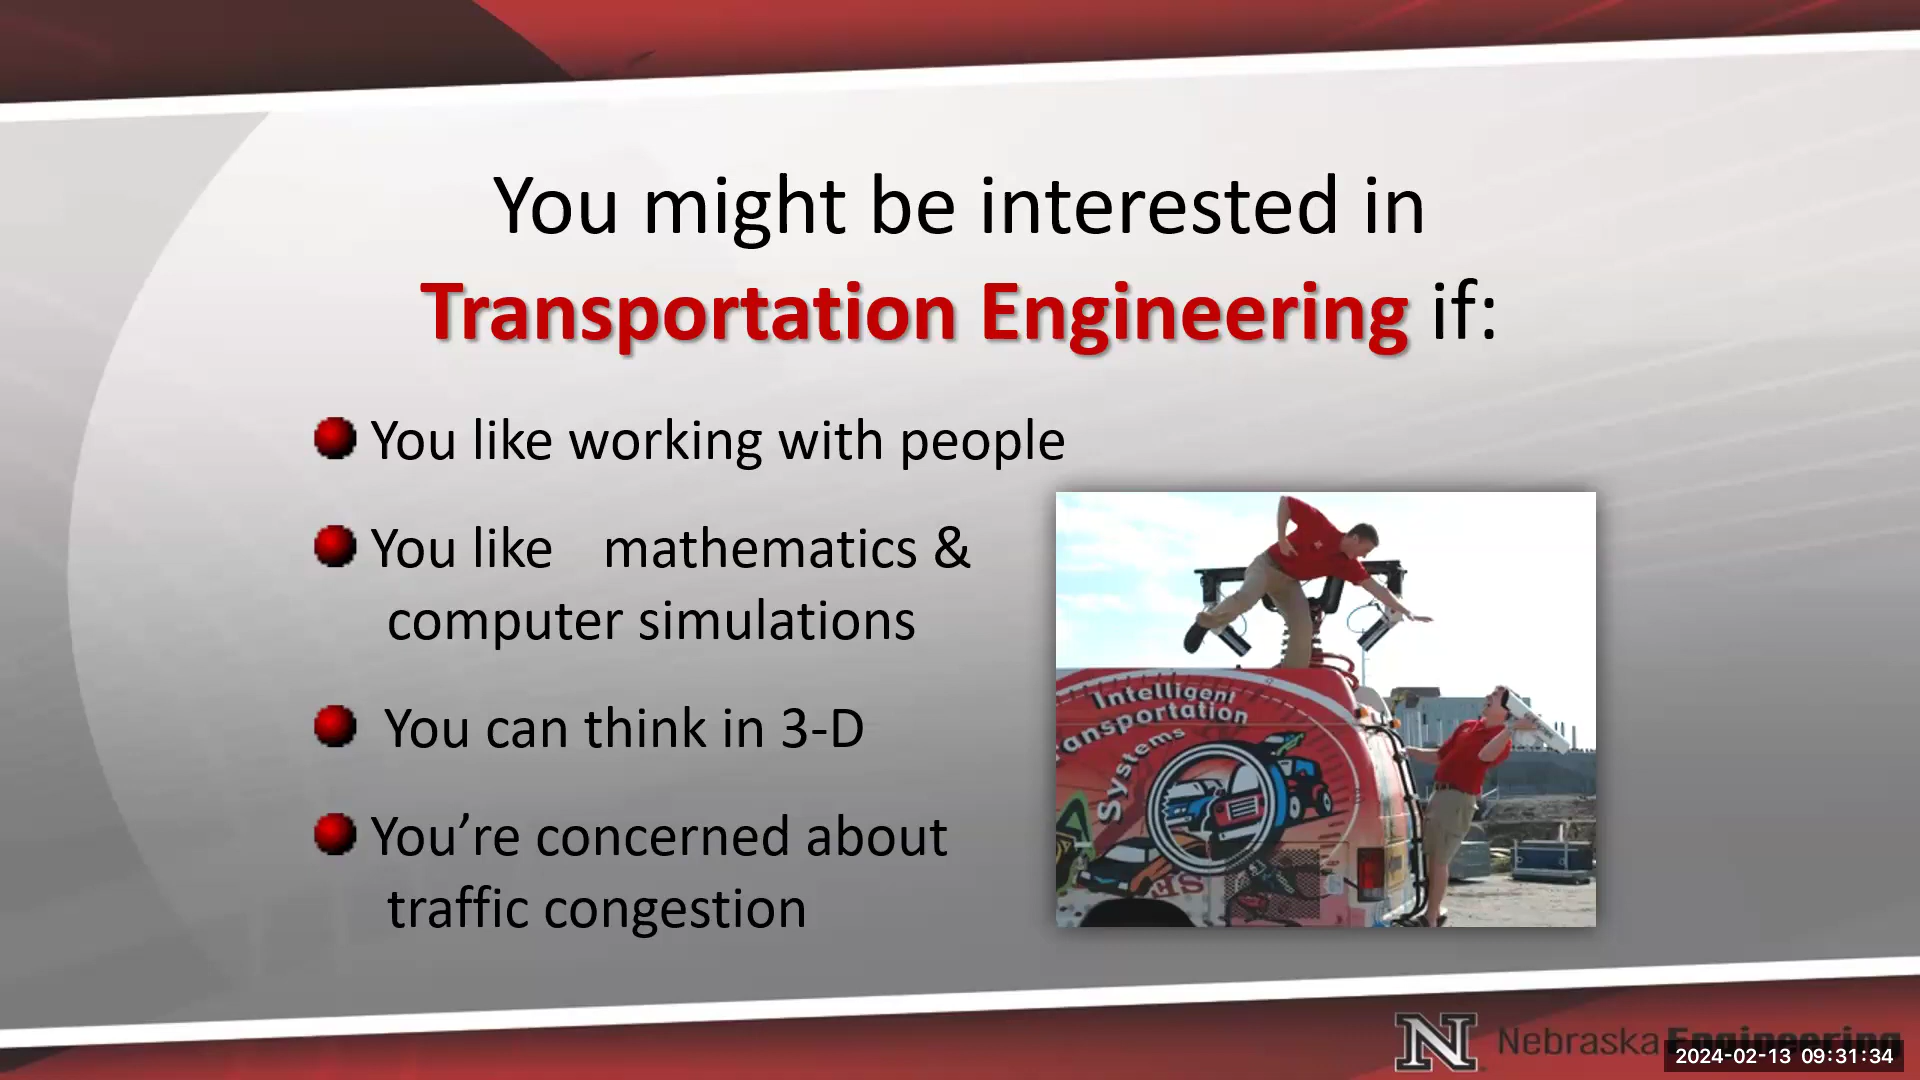 You might be interested in
Transportation Engineering if:
You like working with people
You like mathematics &
computer simulations
You can think in 3-D
You’re concerned about
traffic congestion
Intelligent
Transportation
Systems
N Nebraska Engineering
2024-02-13 09:31:34